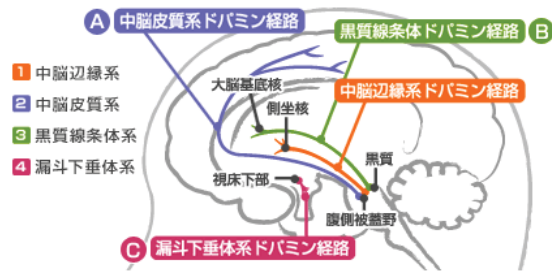 A 中脳皮質系ドパミン経路
黒質線条体ドパミン経路 B
1 中脳辺縁系
2 中脳皮質系
3 黒質線条体系
4 漏斗下垂体系
大脳基底核
側坐核
中脳辺縁系ドパミン経路
黒質
視床下部
腹側被蓋野
C 漏斗下垂体系ドパミン経路